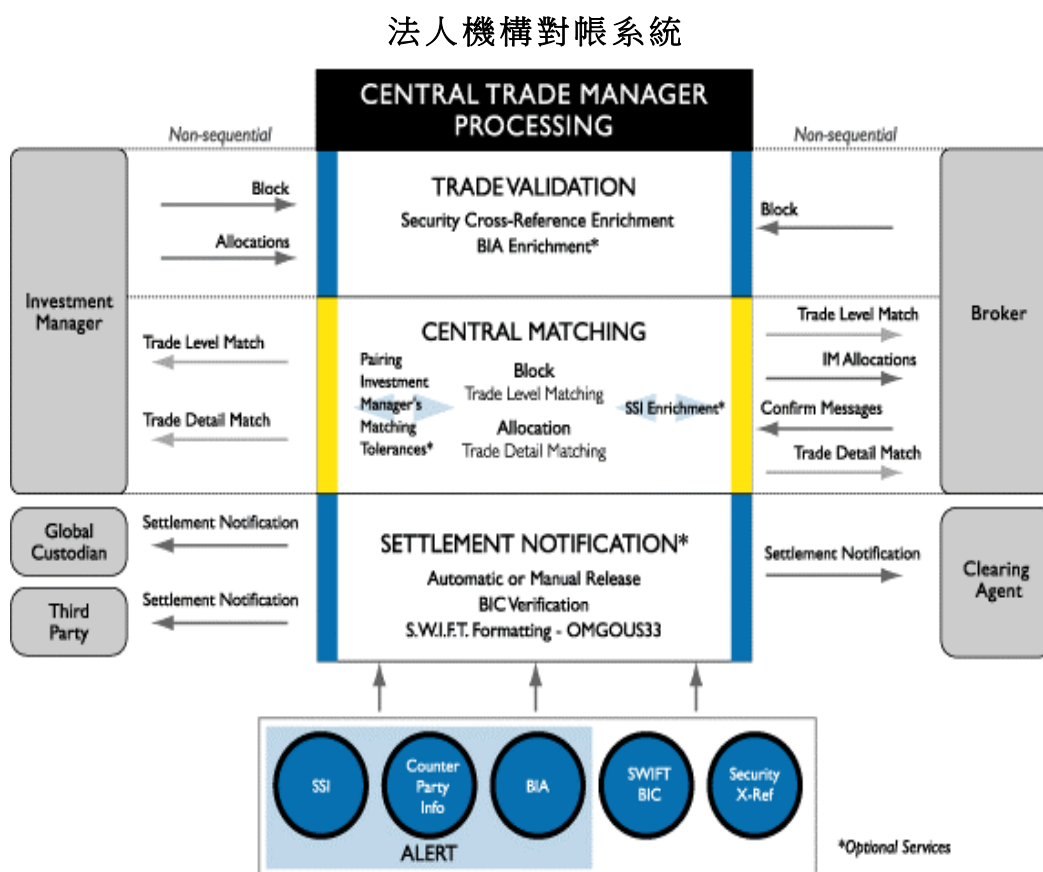 法人機構對帳系統
CENTRAL TRADE MANAGER
PROCESSING
Non-sequential
Non-sequential
Investment
Manager
Block
Allocations
TRADE VALIDATION
Security Cross-Reference Enrichment
BIA Enrichment*
Block
Broker
Trade Level Match
Trade Detail Match
CENTRAL MATCHING
Pairing
Investment
Manager's
Matching
Tolerances*
Block
Trade Level Matching
Allocation
Trade Detail Matching
SSI Enrichment*
Trade Level Match
IM Allocations
Confirm Messages
Trade Detail Match
Global
Custodian
Third
Party
Settlement Notification
Settlement Notification
SETTLEMENT NOTIFICATION*
Automatic or Manual Release
BIC Verification
S.W.I.F.T. Formatting - OMGOUS33
Settlement Notification
Clearing
Agent
SSI
Counter
Party
Info
BIA
SWIFT
BIC
Security
X-Ref
ALERT
*Optional Services